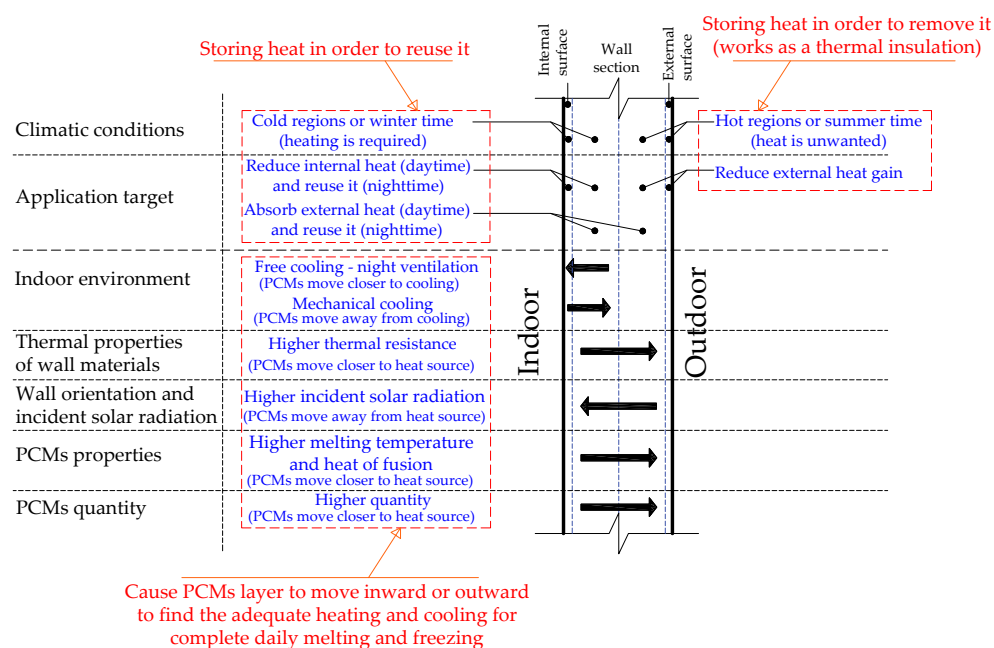 Storing heat in order to reuse it
Internal
surface
Wall
section
External
surface
Storing heat in order to remove it
(works as a thermal insulation)
Climatic conditions
Cold regions or winter time
(heating is required)
Hot regions or summer time
(heat is unwanted)
Application target
Reduce internal heat (daytime)
and reuse it (nighttime)
Reduce external heat gain
Absorb external heat (daytime)
and reuse it (nighttime)
Indoor environment
Free cooling - night ventilation
(PCMs move closer to cooling)
Mechanical cooling
(PCMs move away from cooling)
Indoor
Outdoor
Thermal properties
of wall materials
Higher thermal resistance
(PCMs move closer to heat source)
Wall orientation and
incident solar radiation
Higher incident solar radiation
(PCMs move away from heat source)
PCMs properties
Higher melting temperature
and heat of fusion
(PCMs move closer to heat source)
PCMs quantity
Higher quantity
(PCMs move closer to heat source)
Cause PCMs layer to move inward or outward
to find the adequate heating and cooling for
complete daily melting and freezing